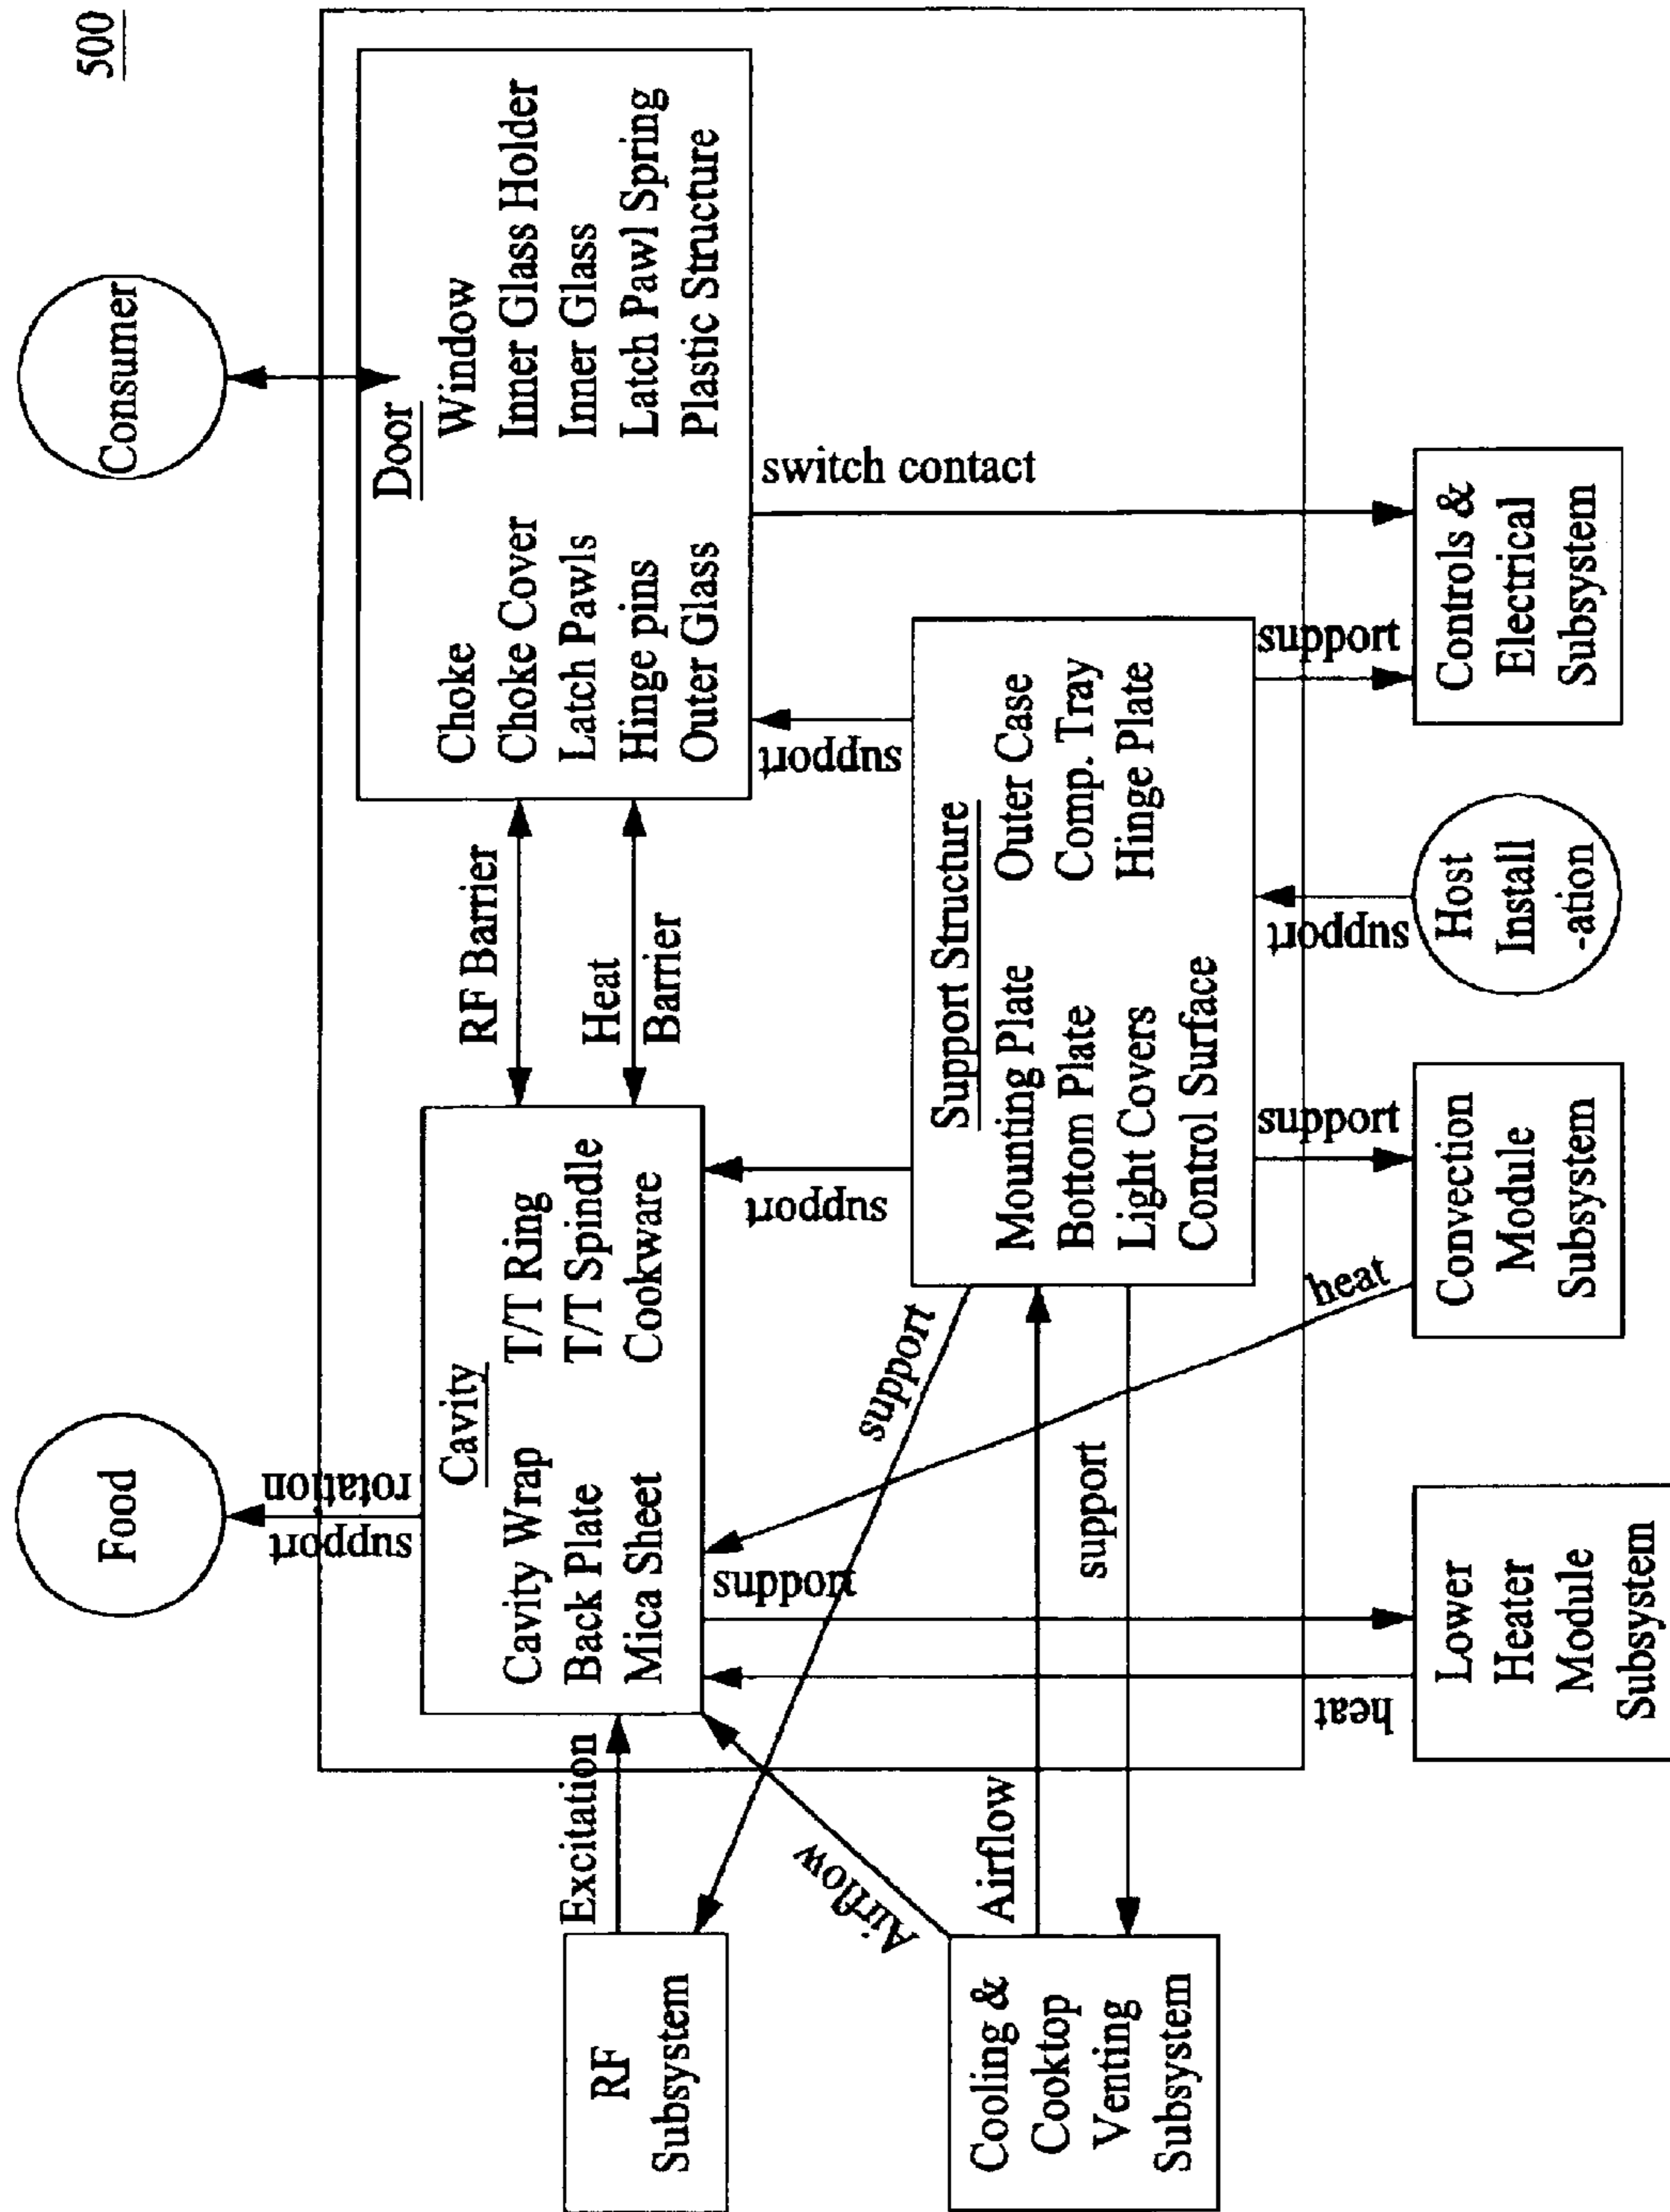 500
Food
Consumer
support
rotation
Cavity
Cavity Wrap
T/T Ring
Back Plate
T/T Spindle
Mica Sheet
Cookware
RF Barrier
Heat
Barrier
Door
Choke
Window
Choke Cover
Inner Glass Holder
Latch Pawls
Inner Glass
Hinge pins
Latch Pawl Spring
Outer Glass
Plastic Structure
RF
Subsystem
Excitation
Airflow
support
support
support
support
switch contact
Cooling &
Cooktop
Venting
Subsystem
Airflow
support
Support Structure
Mounting Plate
Outer Case
Bottom Plate
Comp. Tray
Light Covers
Hinge Plate
Control Surface
heat
heat
support
support
support
Lower
Heater
Module
Subsystem
Convection
Module
Subsystem
Host
Install
-ation
Controls &
Electrical
Subsystem